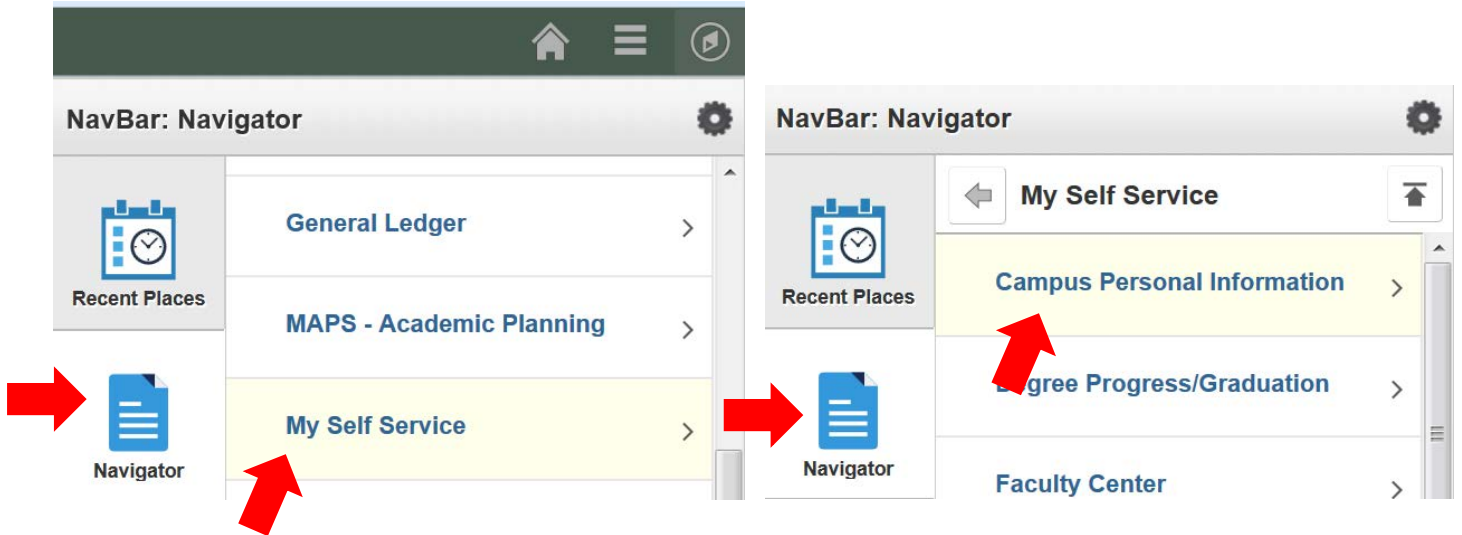 NavBar: Navigator
Recent Places
General Ledger
MAPS - Academic Planning
My Self Service
Navigator
NavBar: Navigator
My Self Service
Recent Places
Campus Personal Information
Degree Progress/Graduation
Navigator
Faculty Center